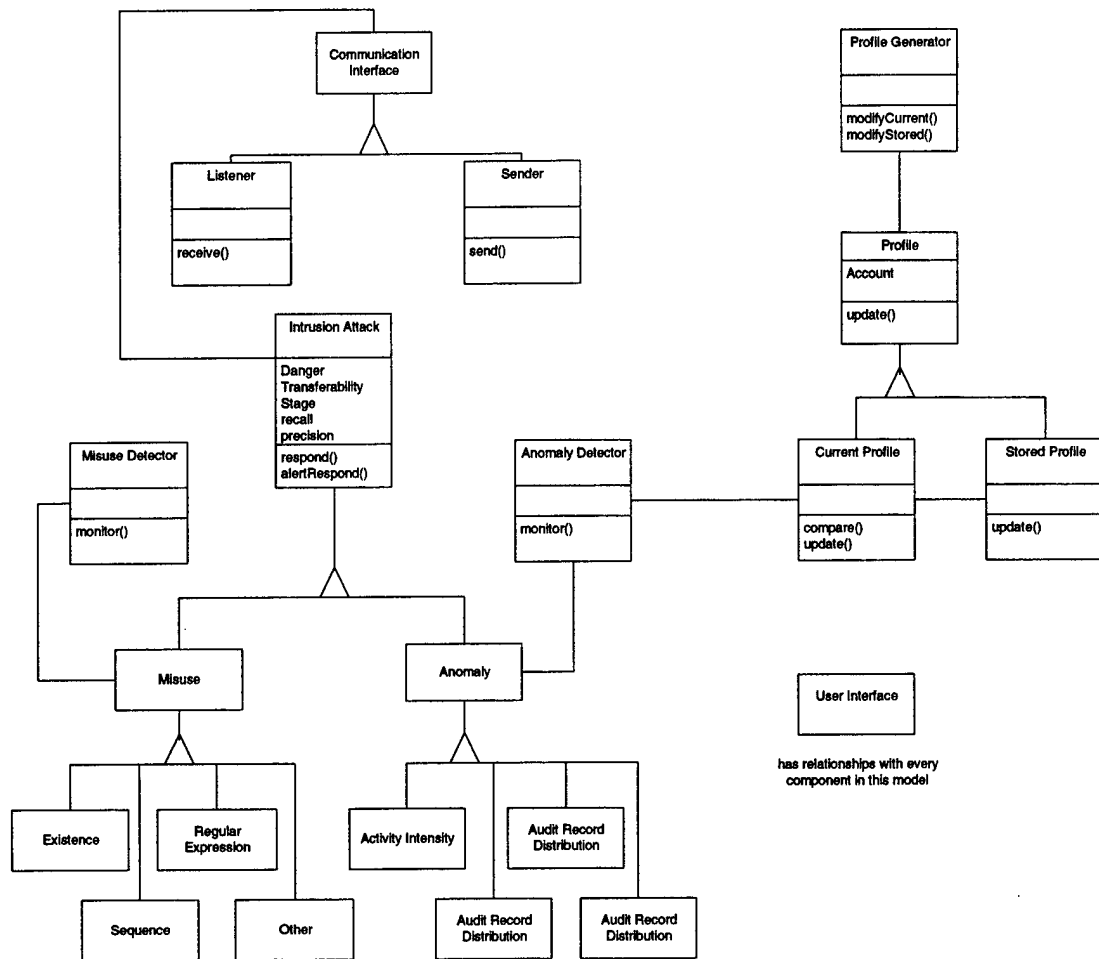 Communication
Interface
Profile Generator
modifyCurrent()
modifyStored()
Listener
receive()
Sender
send()
Profile
Account
update()
Intrusion Attack
Danger
Transferability
Stage
recall
precision
respond()
alertRespond()
Misuse Detector
monitor()
Anomaly Detector
monitor()
Current Profile
compare()
update()
Stored Profile
update()
Misuse
Anomaly
User Interface
has relationships with every
component in this model
Existence
Regular
Expression
Activity Intensity
Audit Record
Distribution
Sequence
Other
Audit Record
Distribution
Audit Record
Distribution